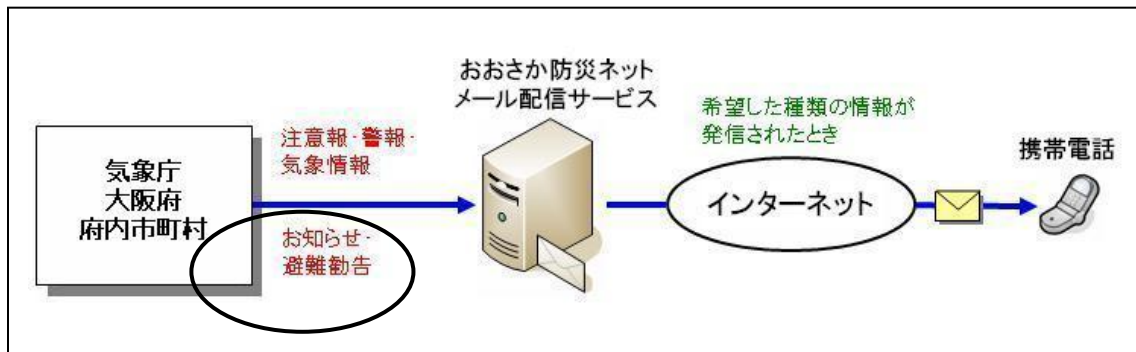 気象庁
大阪府
府内市町村
注意報・警報・
気象情報
お知らせ・
避難勧告
おおさか防災ネット
メール配信サービス
希望した種類の情報が
発信されたとき
インターネット
携帯電話